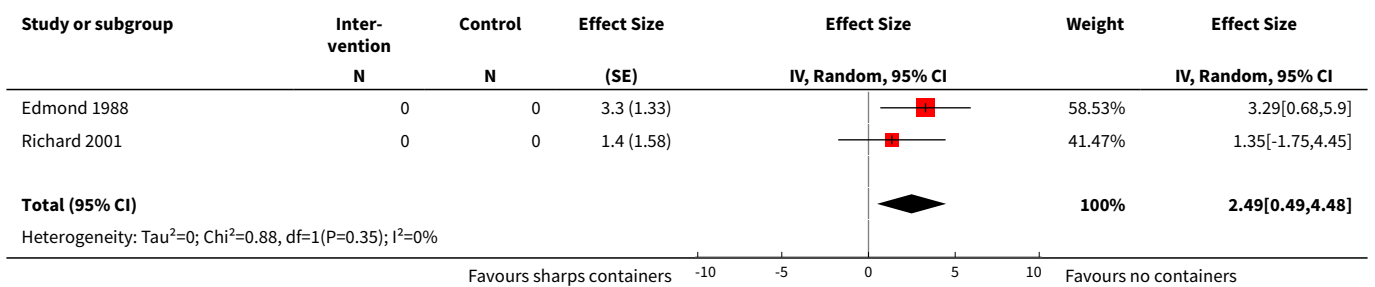 Study or subgroup Inter-vention Control Effect Size Effect Size Weight Effect Size
N N (SE) IV, Random, 95% CI IV, Random, 95% CI
Edmond 1988 0 0 3.3 (1.33) 58.53% 3.29[0.68,5.9]
Richard 2001 0 0 1.4 (1.58) 41.47% 1.35[-1.75,4.45]
Total (95% CI) 100% 2.49[0.49,4.48]
Heterogeneity: Tau²=0; Chi²=0.88, df=1(P=0.35); I²=0%
Favours sharps containers -10 -5 0 5 10 Favours no containers